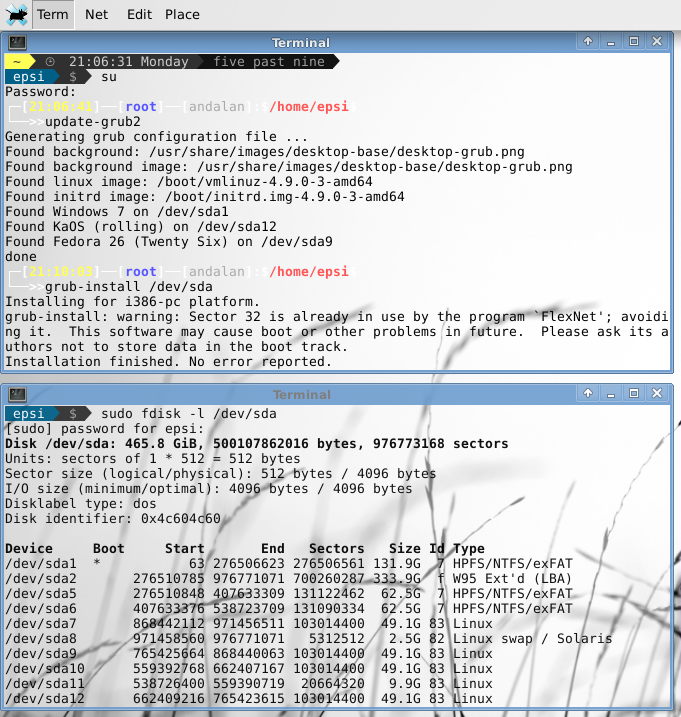 Term Net Edit Place
Terminal
~ 21:06:31 Monday five past nine
epsi $ su
Password:
┌─[21:06:41]──[root]──[andalan]:$/home/epsi
└──>>update-grub2
Generating grub configuration file ...
Found background: /usr/share/images/desktop-base/desktop-grub.png
Found background image: /usr/share/images/desktop-base/desktop-grub.png
Found linux image: /boot/vmlinuz-4.9.0-3-amd64
Found initrd image: /boot/initrd.img-4.9.0-3-amd64
Found Windows 7 on /dev/sda1
Found KaOS (rolling) on /dev/sda12
Found Fedora 26 (Twenty Six) on /dev/sda9
done
┌─[21:10:03]──[root]──[andalan]:$/home/epsi
└──>>grub-install /dev/sda
Installing for i386-pc platform.
grub-install: warning: Sector 32 is already in use by the program `FlexNet'; avoidi
ng it.  This software may cause boot or other problems in future.  Please ask its a
uthors not to store data in the boot track.
Installation finished. No error reported.
Terminal
epsi $ sudo fdisk -l /dev/sda
[sudo] password for epsi:
Disk /dev/sda: 465.8 GiB, 500107862016 bytes, 976773168 sectors
Units: sectors of 1 * 512 = 512 bytes
Sector size (logical/physical): 512 bytes / 4096 bytes
I/O size (minimum/optimal): 4096 bytes / 4096 bytes
Disklabel type: dos
Disk identifier: 0x4c604c60
Device Boot Start End Sectors Size Id Type
/dev/sda1 * 63 276506623 276506561 131.9G 7 HPFS/NTFS/exFAT
/dev/sda2 276510785 976771071 700260287 333.9G f W95 Ext'd (LBA)
/dev/sda5 276510848 407633309 131122462 62.5G 7 HPFS/NTFS/exFAT
/dev/sda6 407633376 538723709 131090334 62.5G 7 HPFS/NTFS/exFAT
/dev/sda7 868442112 971456511 103014400 49.1G 83 Linux
/dev/sda8 971458560 976771071 5312512 2.5G 82 Linux swap / Solaris
/dev/sda9 765425664 868440063 103014400 49.1G 83 Linux
/dev/sda10 559392768 662407167 103014400 49.1G 83 Linux
/dev/sda11 538726400 559390719 20664320 9.9G 83 Linux
/dev/sda12 662409216 765423615 103014400 49.1G 83 Linux